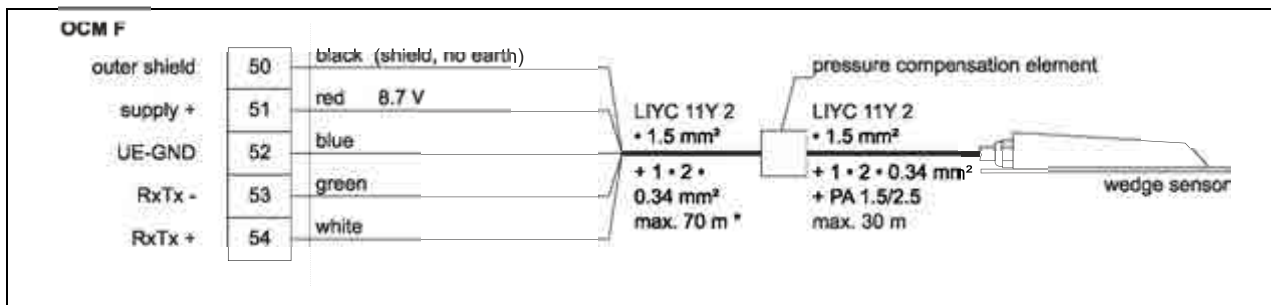 OCM F
outer shield 50 black (shield, no earth)
supply + 51 red 8.7 V
UE-GND 52 blue
RxTx - 53 green
RxTx + 54 white
pressure compensation element
LIYC 11Y 2
• 1.5 mm²
+ 1 • 2 •
0.34 mm²
max. 70 m *
LIYC 11Y 2
• 1.5 mm²
+ 1 • 2 • 0.34 mm²
+ PA 1.5/2.5
max. 30 m
wedge sensor